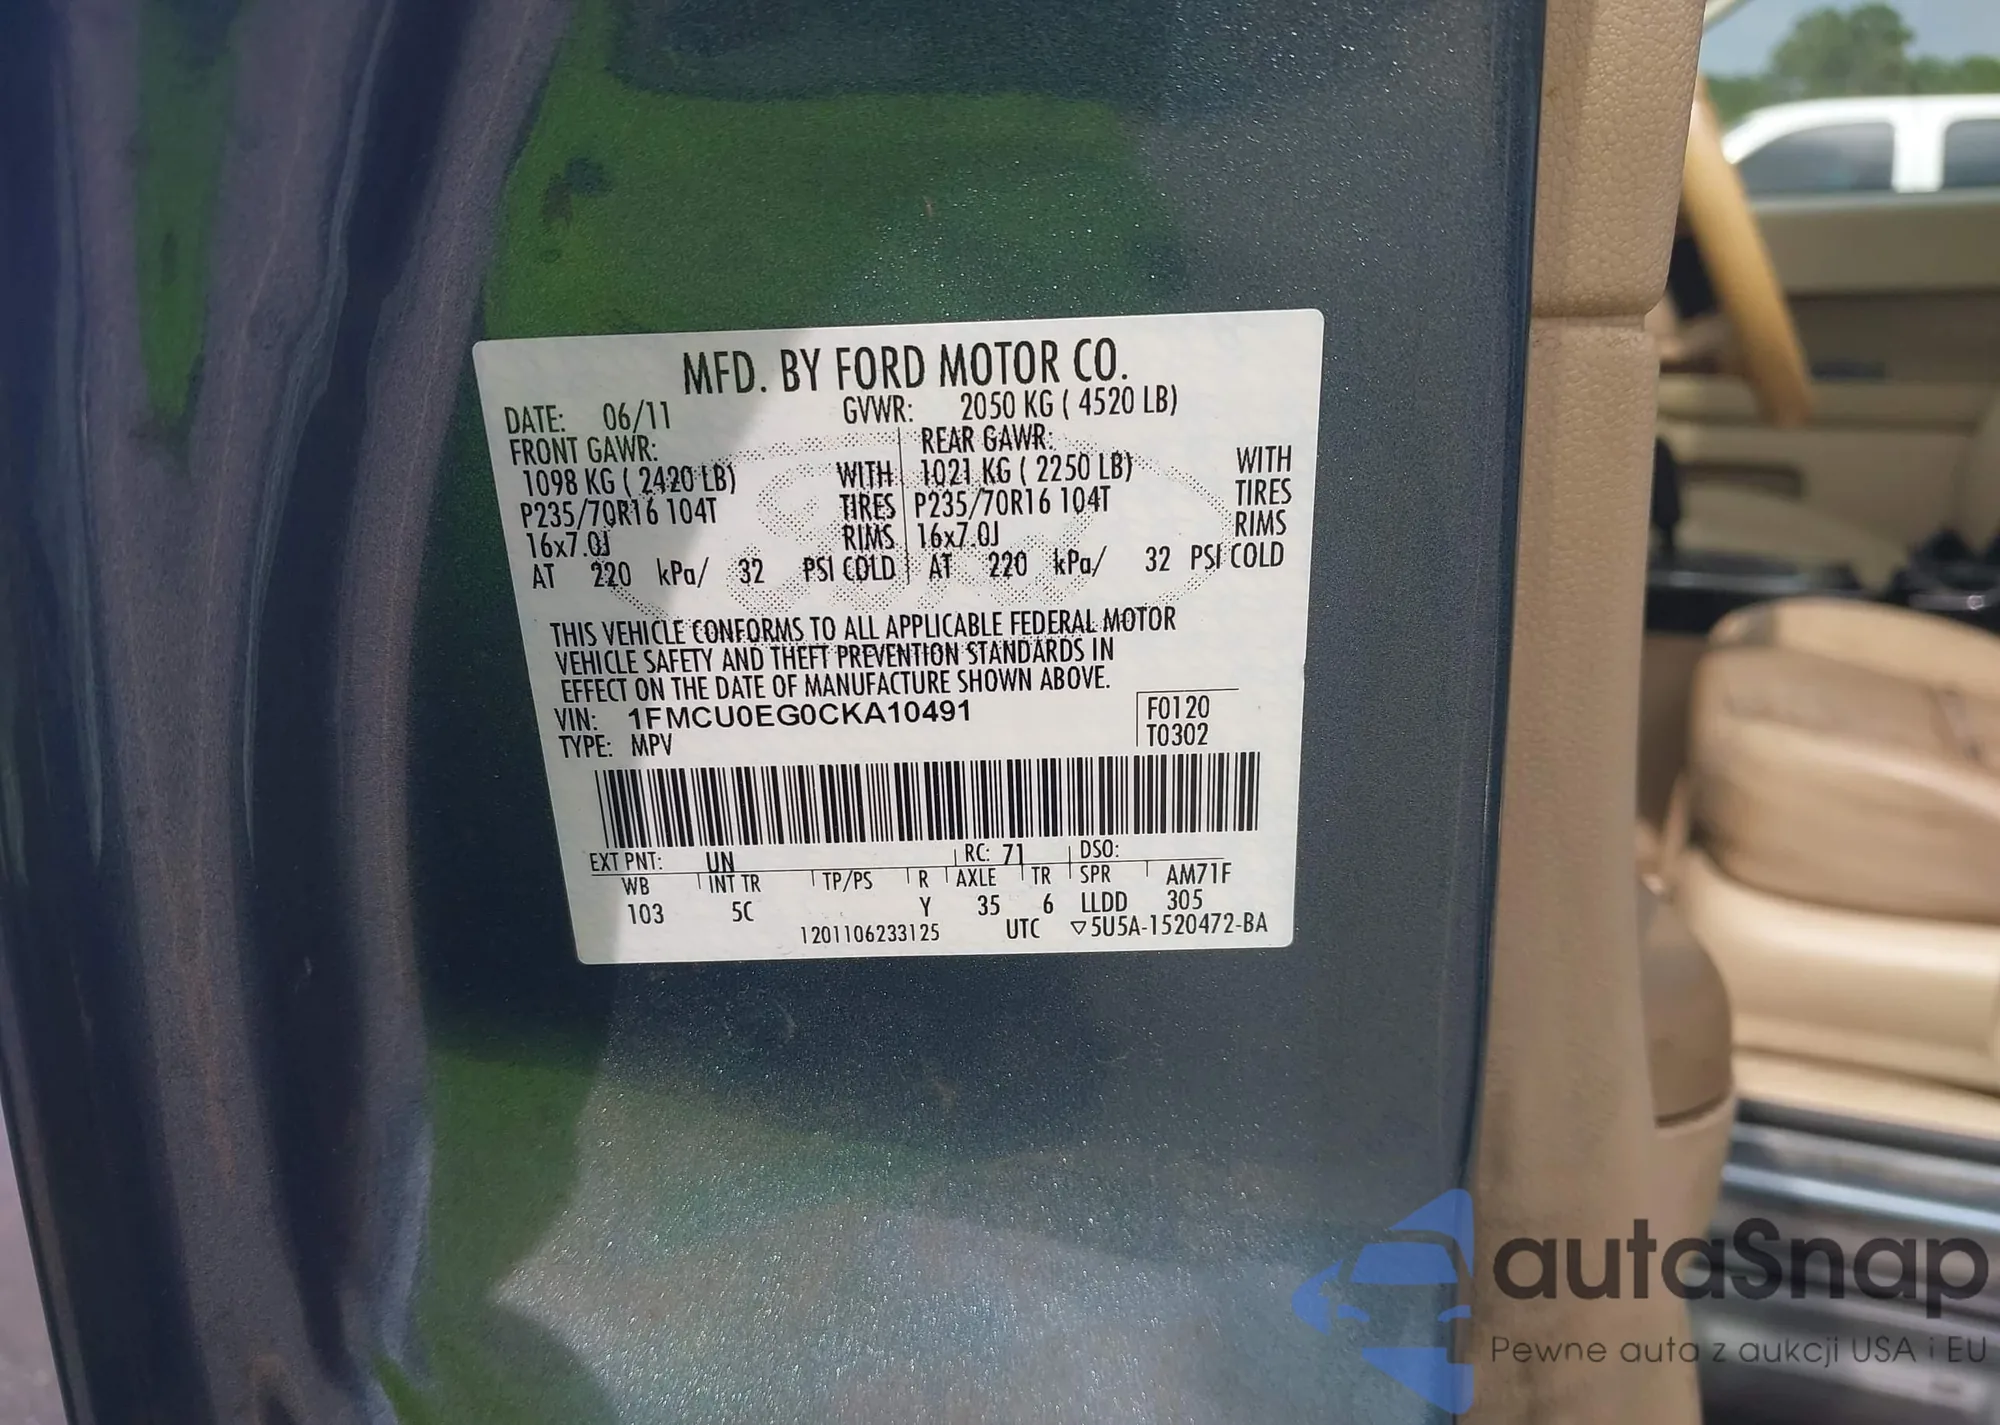 MFD. BY FORD MOTOR CO.
DATE: 06/11 GVWR: 2050 KG ( 4520 LB)
FRONT GAWR: REAR GAWR:
1098 KG ( 2420 LB) WITH 1021 KG ( 2250 LB) WITH
P235/70R16 104T TIRES P235/70R16 104T TIRES
16x7.0J RIMS 16x7.0J RIMS
AT 220 kPa/ 32 PSI COLD AT 220 kPa/ 32 PSI COLD
THIS VEHICLE CONFORMS TO ALL APPLICABLE FEDERAL MOTOR
VEHICLE SAFETY AND THEFT PREVENTION STANDARDS IN
EFFECT ON THE DATE OF MANUFACTURE SHOWN ABOVE.
VIN: 1FMCU0EG0CKA10491 F0120
TYPE: MPV T0302
EXT PNT: UN RC: 71 DSO:
WB INT TR TP/PS R AXLE TR SPR AM71F
103 5C Y 35 6 LLDD 305
1201106233125 UTC ▽5U5A-1520472-BA
autaSnap
Pewne auta z aukcji USA i EU